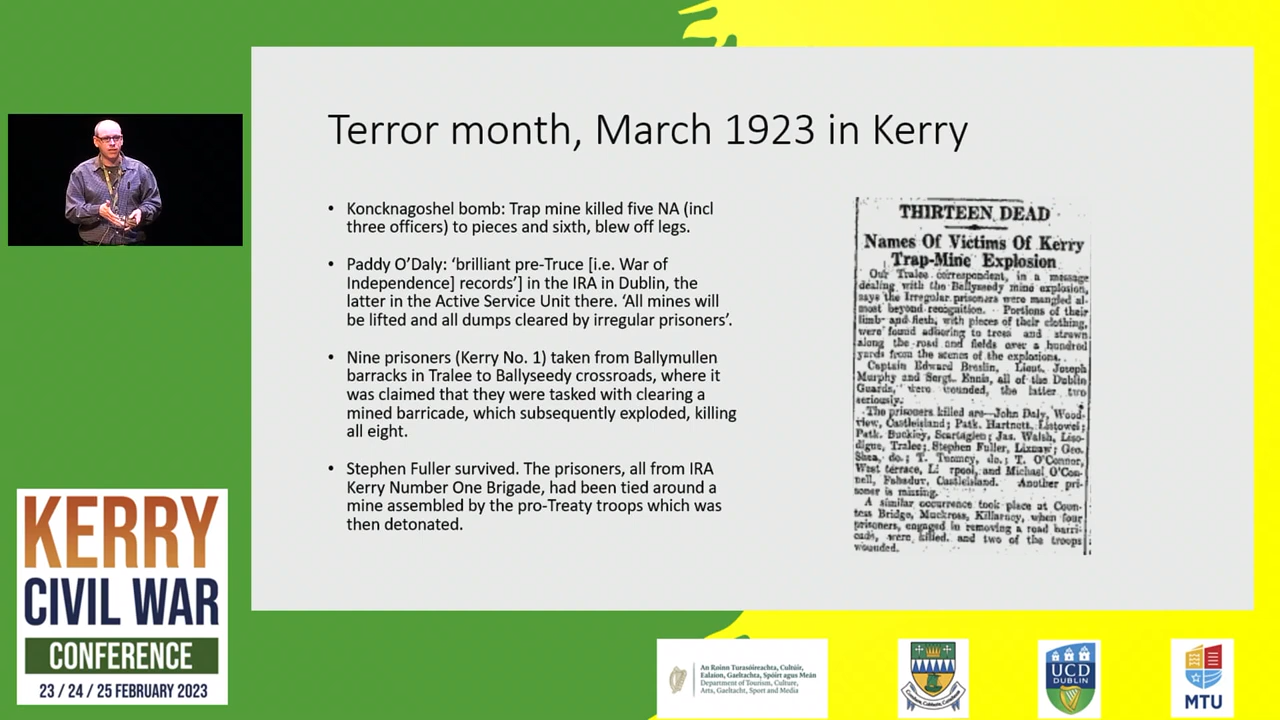 Terror month, March 1923 in Kerry
• Koncknagoshel bomb: Trap mine killed five NA (incl
three officers) to pieces and sixth, blew off legs.
• Paddy O’Daly: ‘brilliant pre-Truce [i.e. War of
Independence] records’] in the IRA in Dublin, the
latter in the Active Service Unit there. ‘All mines will
be lifted and all dumps cleared by irregular prisoners’.
• Nine prisoners (Kerry No. 1) taken from Ballymullen
barracks in Tralee to Ballyseedy crossroads, where it
was claimed that they were tasked with clearing a
mined barricade, which subsequently exploded, killing
all eight.
• Stephen Fuller survived. The prisoners, all from IRA
Kerry Number One Brigade, had been tied around a
mine assembled by the pro-Treaty troops which was
then detonated.
THIRTEEN DEAD
Names Of Victims Of Kerry
Trap-Mine Explosion
Our Tralee correspondent, in a message
dealing with the Ballyseedy mine explosion,
says the Irregular prisoners were mangled al-
most beyond recognition. Portions of their
limb and flesh, with pieces of their clothing,
were found adhering to trees and strewn
along the road and fields over a hundred
yards from the scenes of the explosions.
Captain Edward Breslin, Lieut. Joseph
Murphy and Sergt. Ennis, all of the Dublin
Guards, were wounded, the latter two
seriously.
The prisoners killed are—John Daly, Wood-
view, Castleisland; Patk. Hartnett, Listowel;
Patk. Buckley, Scartaglen; Jas. Walsh, Liso-
digue, Tralee; Stephen Fuller, Lixnaw; Geo.
Shea, do.; T. Tuomey, do.; T. O'Connor,
West terrace, Li rpool, and Michael O'Con-
nell, Castleisland. Another pri-
soner is missing.
A similar occurrence took place at Coun-
tess Bridge, Muckross, Killarney, when four
prisoners, engaged in removing a road barri-
cade, were killed, and two of the troops
wounded.
KERRY
CIVIL WAR
CONFERENCE
23 / 24 / 25 FEBRUARY 2023
An Roinn Turasóireachta, Cultúir,
Ealaíon, Gaeltachta, Spóirt agus Meán
Department of Tourism, Culture,
Arts, Gaeltacht, Sport and Media
UCD
DUBLIN
MTU